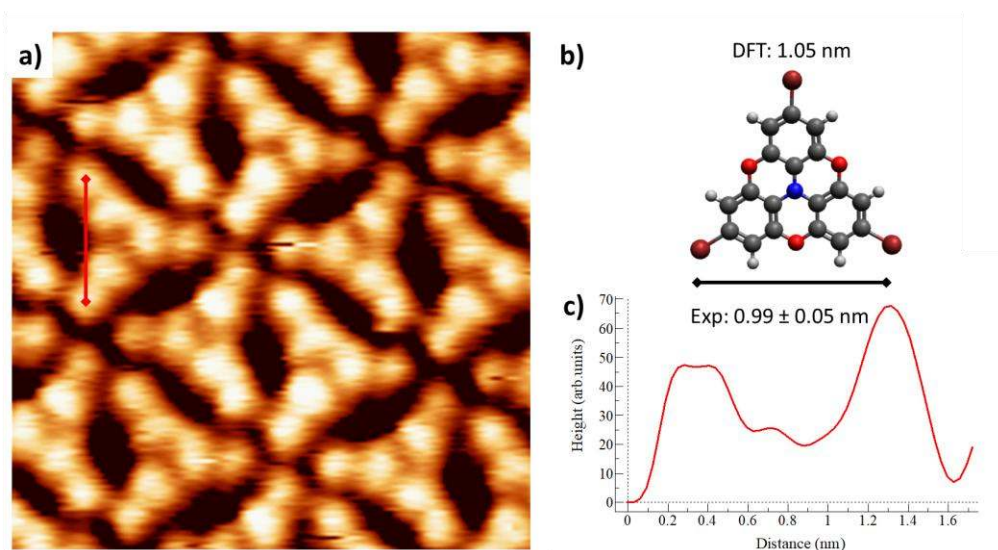 a)
b)
DFT: 1.05 nm
c)
Exp: 0.99 ± 0.05 nm
Height (arb.units)
70
60
50
40
30
20
10
0
0 0.2 0.4 0.6 0.8 1 1.2 1.4 1.6
Distance (nm)